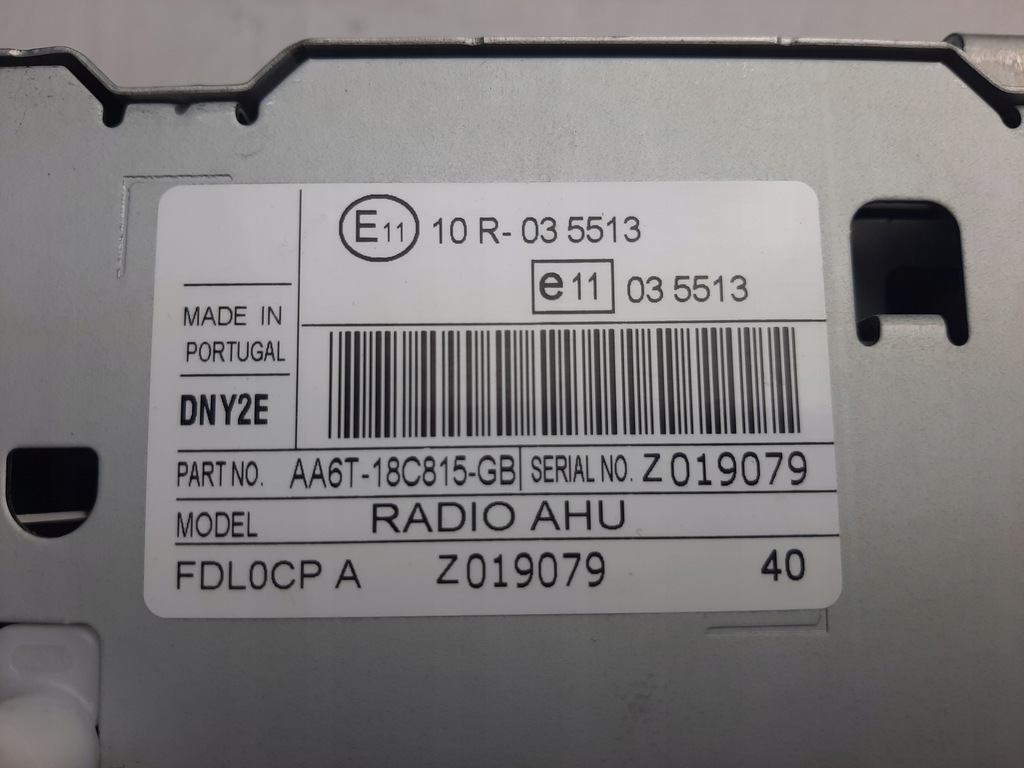 E11 10 R- 03 5513
e11 03 5513
MADE IN
PORTUGAL
DNY2E
PART NO. AA6T-18C815-GB SERIAL NO. Z019079
MODEL RADIO AHU
FDL0CP A Z019079 40